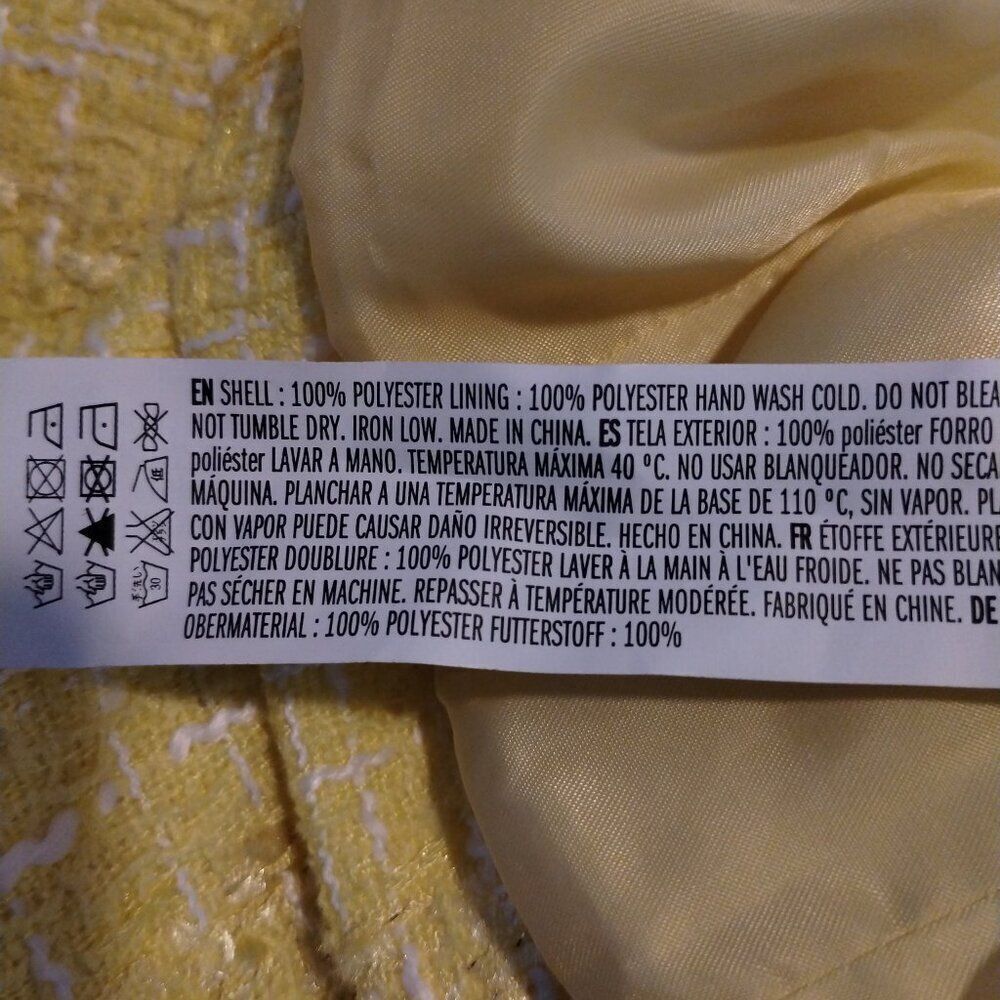 EN SHELL : 100% POLYESTER LINING : 100% POLYESTER HAND WASH COLD. DO NOT BLEA
NOT TUMBLE DRY. IRON LOW. MADE IN CHINA. ES TELA EXTERIOR : 100% poliéster FORRO
poliéster LAVAR A MANO. TEMPERATURA MÁXIMA 40 ºC. NO USAR BLANQUEADOR. NO SECA
MÁQUINA. PLANCHAR A UNA TEMPERATURA MÁXIMA DE LA BASE DE 110 ºC, SIN VAPOR. PL
CON VAPOR PUEDE CAUSAR DAÑO IRREVERSIBLE. HECHO EN CHINA. FR ÉTOFFE EXTÉRIEURE
POLYESTER DOUBLURE : 100% POLYESTER LAVER À LA MAIN À L'EAU FROIDE. NE PAS BLAN
PAS SÉCHER EN MACHINE. REPASSER À TEMPÉRATURE MODÉRÉE. FABRIQUÉ EN CHINE. DE
OBERMATERIAL : 100% POLYESTER FUTTERSTOFF : 100%
30